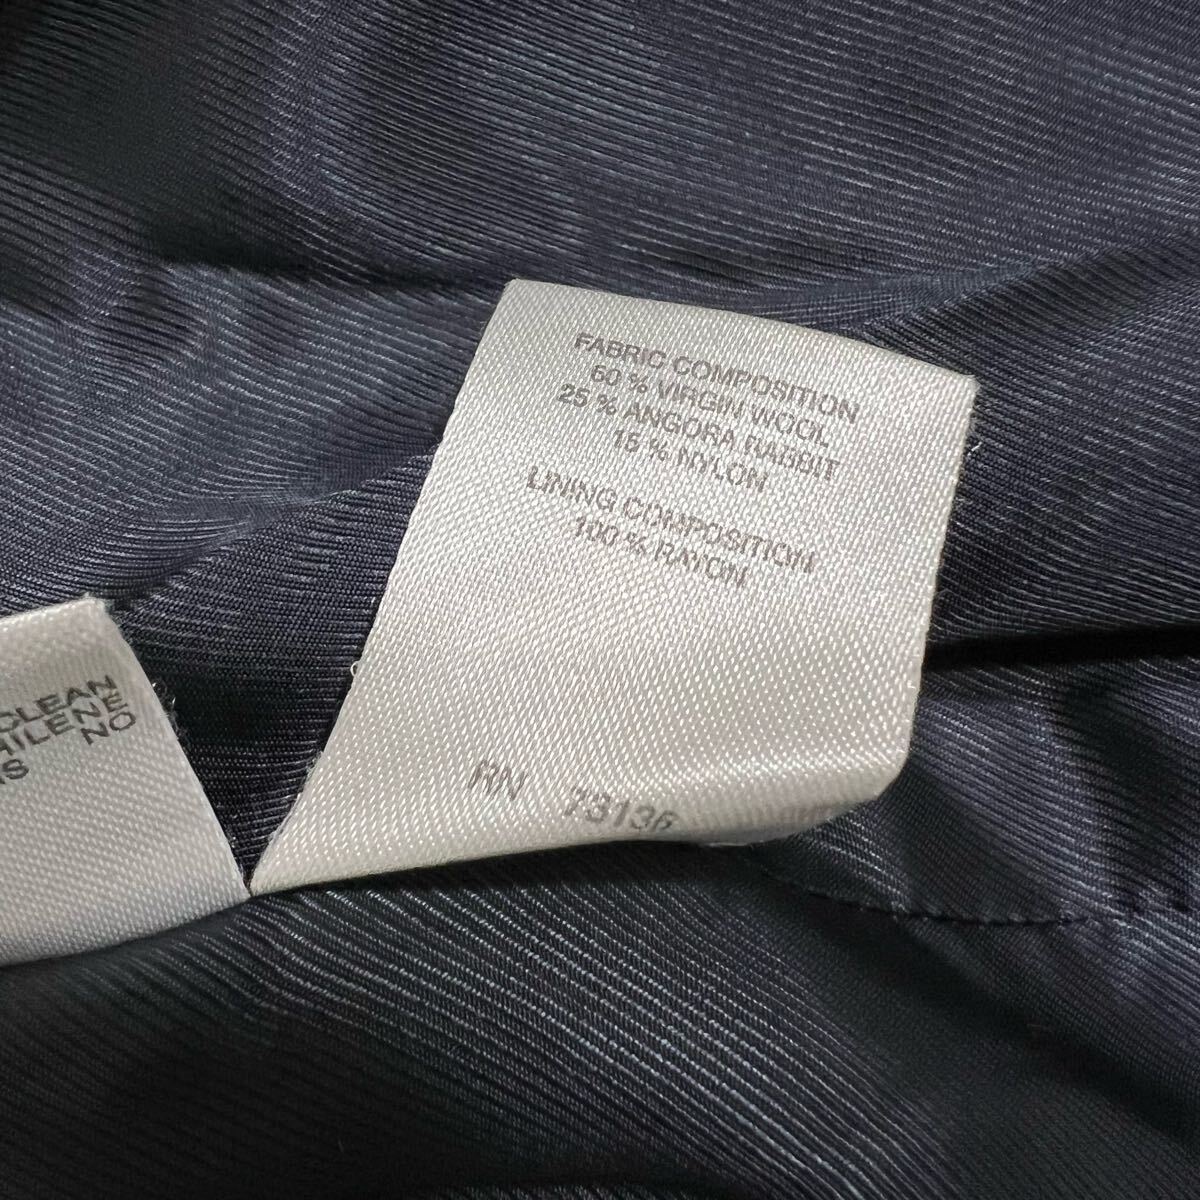 FABRIC COMPOSITION
60 % VIRGIN WOOL
25 % ANGORA RABBIT
15 % NYLON
LINING COMPOSITION
100 % RAYON
RN 73136
CLEAN
HILENE
NO